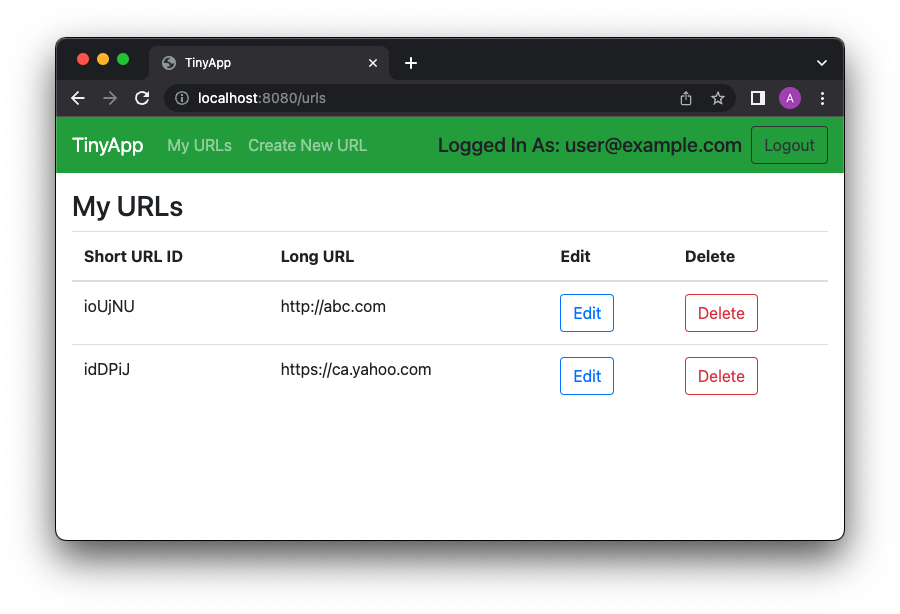 TinyApp
localhost:8080/urls
A
TinyApp My URLs Create New URL Logged In As: user@example.com Logout
My URLs
Short URL ID Long URL Edit Delete
ioUjNU http://abc.com Edit Delete
idDPiJ https://ca.yahoo.com Edit Delete